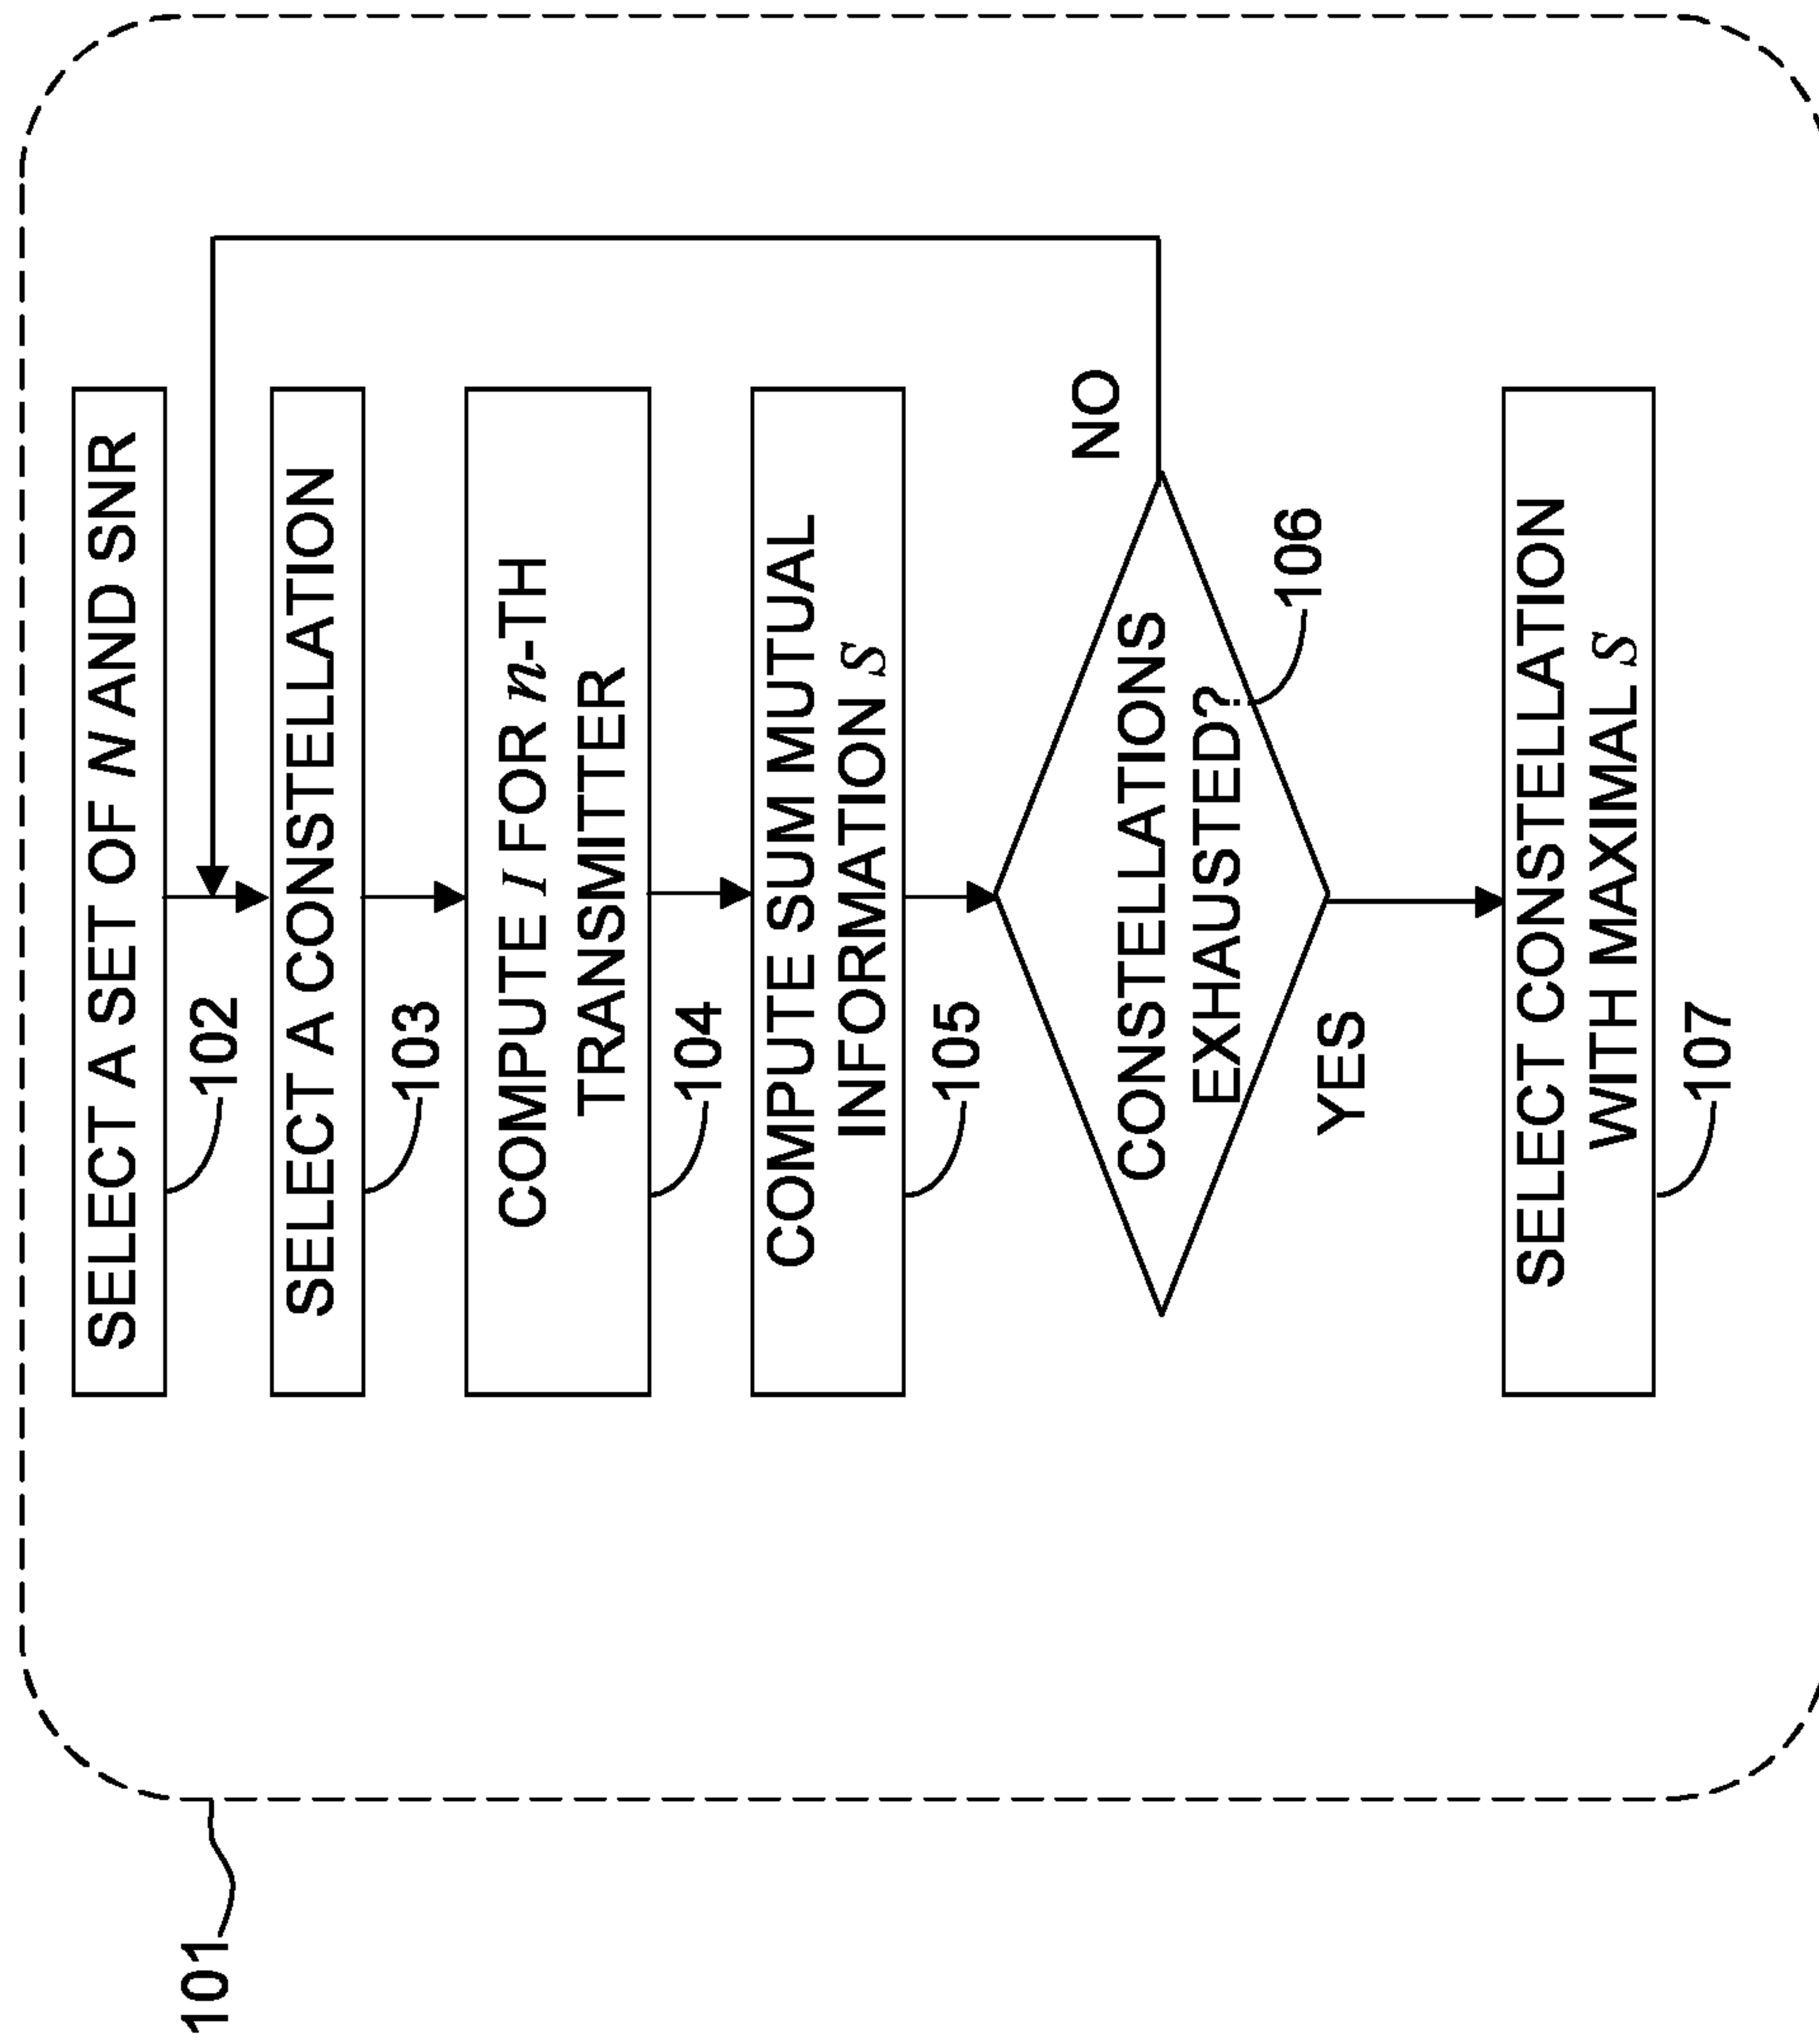 101
SELECT A SET OF N AND SNR
102
SELECT A CONSTELLATION
103
COMPUTE I FOR n-TH
TRANSMITTER
104
COMPUTE SUM MUTUAL
INFORMATION S
105
CONSTELLATIONS
EXHAUSTED?
106
NO
YES
SELECT CONSTELLATION
WITH MAXIMAL S
107